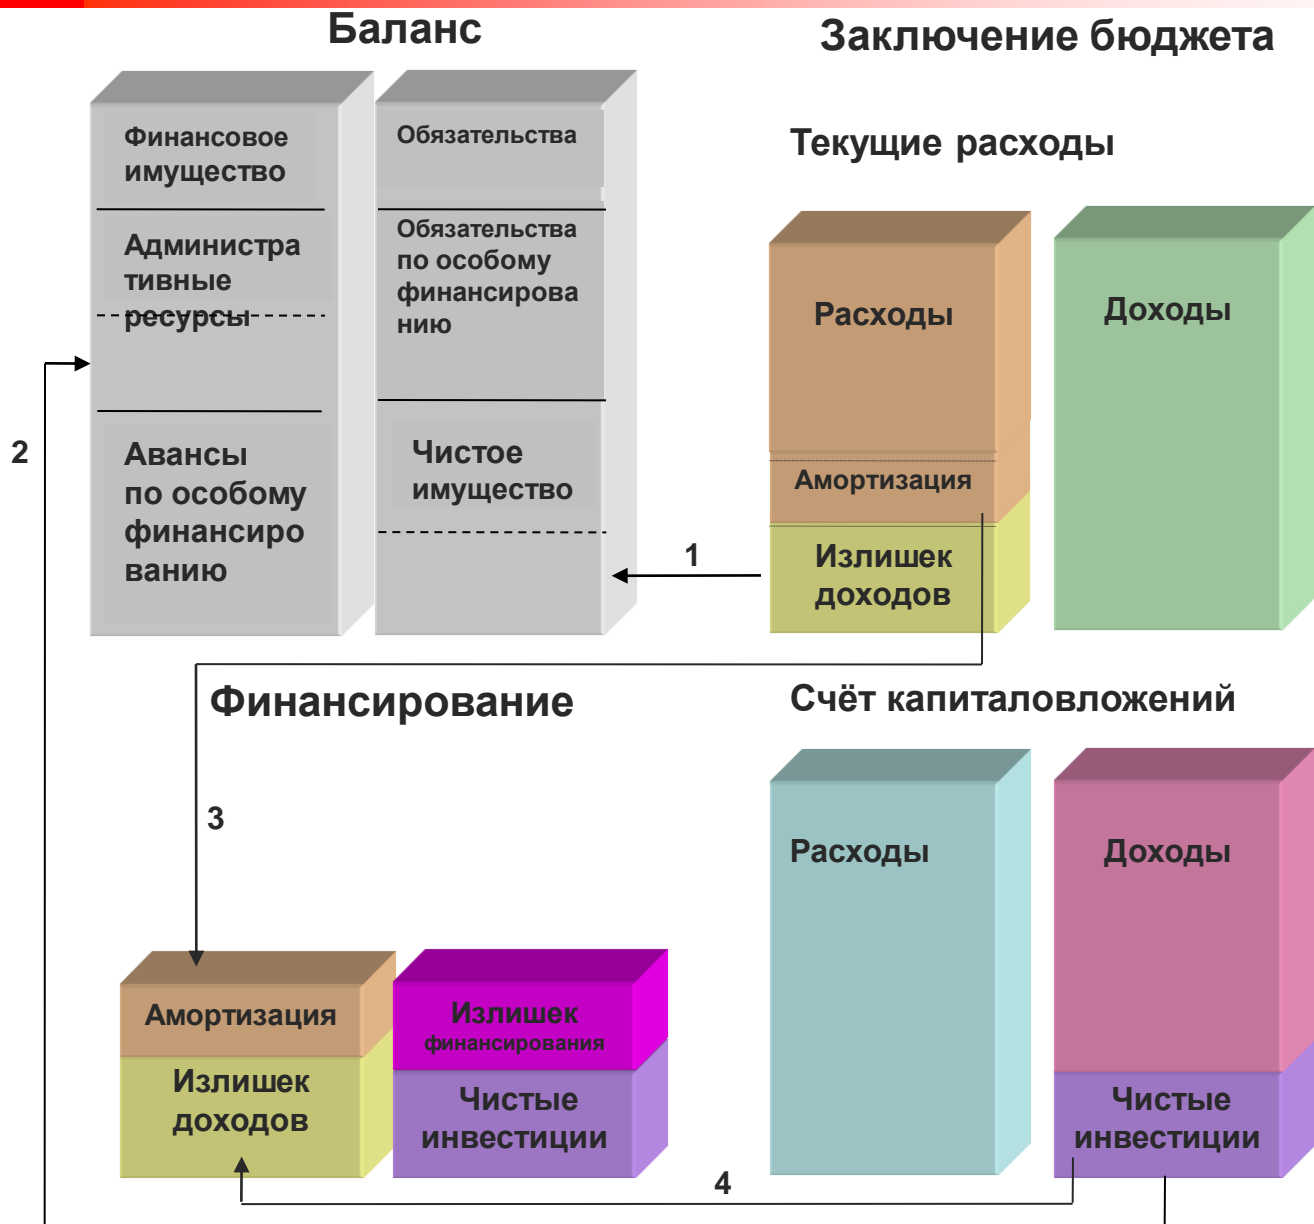 Баланс
Заключение бюджета
Финансовое
имущество
Администра
тивные
ресурсы
Авансы
по особому
финансиро
ванию
Обязательства
Обязательства
по особому
финансирова
нию
Чистое
имущество
Текущие расходы
Расходы
Амортизация
Излишек
доходов
Доходы
2
1
Финансирование
3
Амортизация
Излишек
доходов
Излишек
финансирования
Чистые
инвестиции
Счёт капиталовложений
Расходы
Доходы
Чистые
инвестиции
4